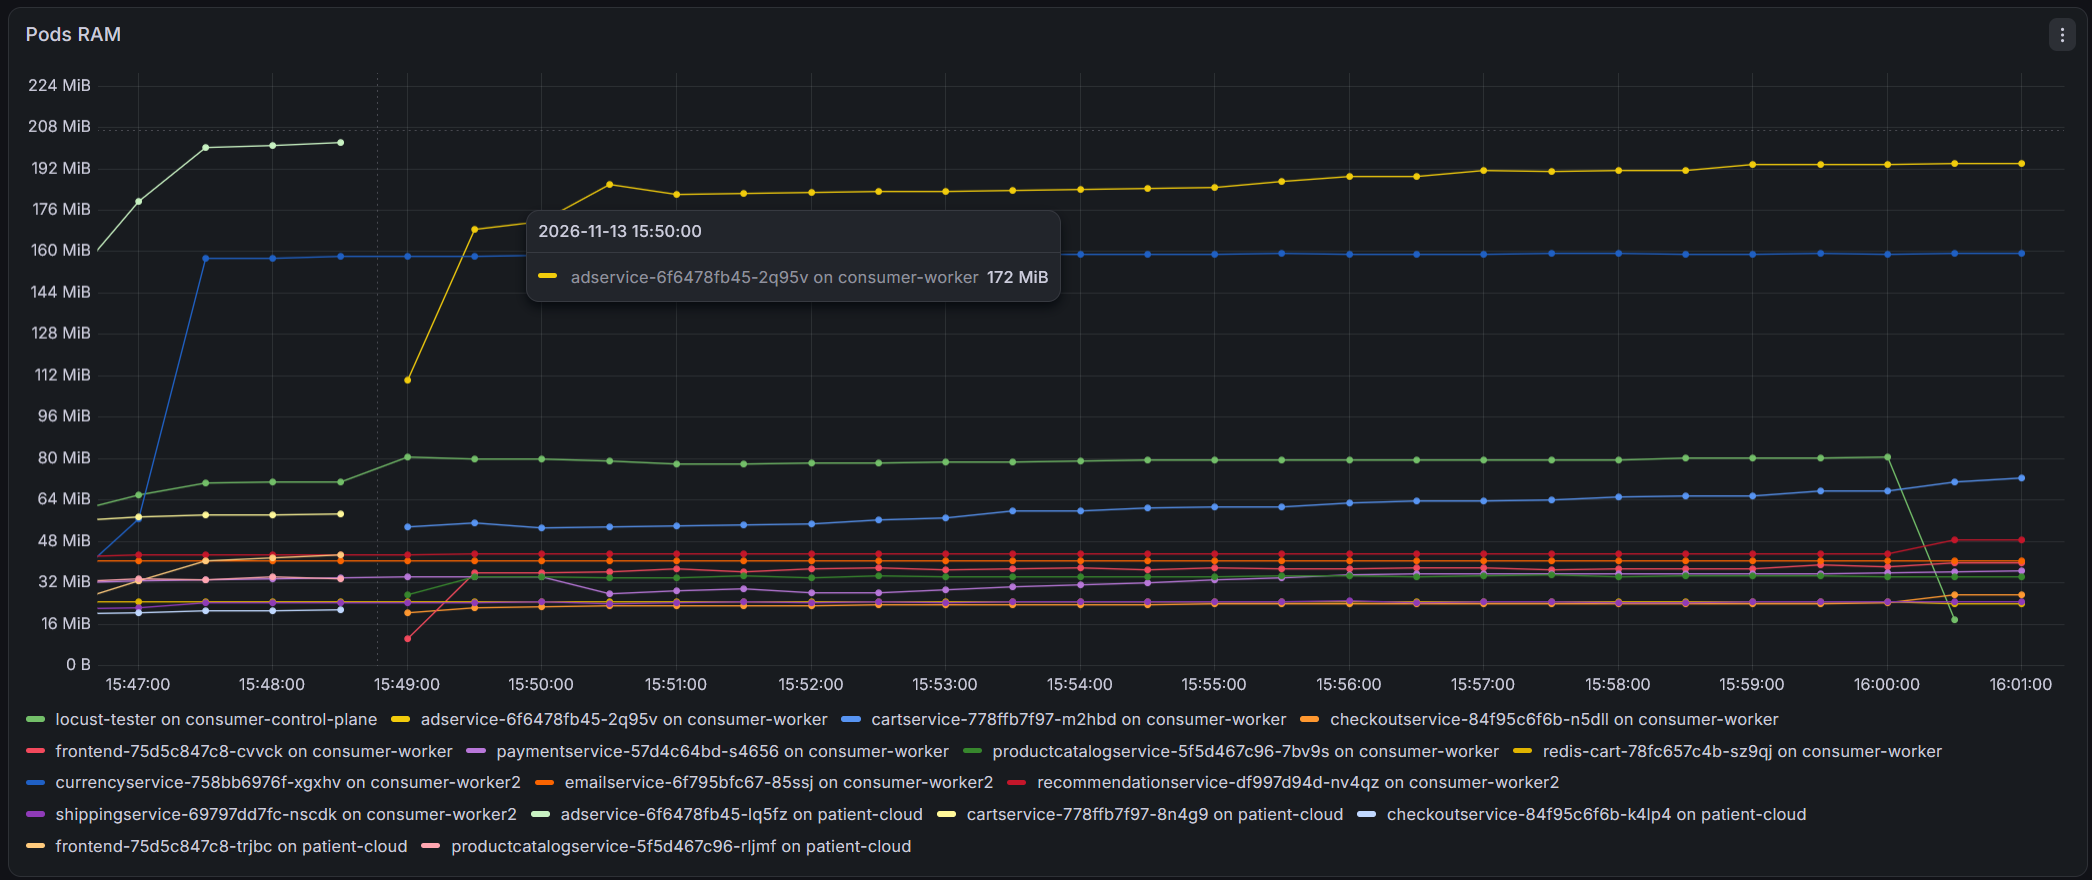 Pods RAM
224 MiB
208 MiB
192 MiB
176 MiB
160 MiB
144 MiB
128 MiB
112 MiB
96 MiB
80 MiB
64 MiB
48 MiB
32 MiB
16 MiB
0 B
2026-11-13 15:50:00
adservice-6f6478fb45-2q95v on consumer-worker 172 MiB
15:47:00 15:48:00 15:49:00 15:50:00 15:51:00 15:52:00 15:53:00 15:54:00 15:55:00 15:56:00 15:57:00 15:58:00 15:59:00 16:00:00 16:01:00
locust-tester on consumer-control-plane adservice-6f6478fb45-2q95v on consumer-worker cartservice-778ffb7f97-m2hbd on consumer-worker checkoutservice-84f95c6f6b-n5dll on consumer-worker
frontend-75d5c847c8-cvvck on consumer-worker paymentservice-57d4c64bd-s4656 on consumer-worker productcatalogservice-5f5d467c96-7bv9s on consumer-worker redis-cart-78fc657c4b-sz9qj on consumer-worker
currencyservice-758bb6976f-xgxhv on consumer-worker2 emailservice-6f795bfc67-85ssj on consumer-worker2 recommendationservice-df997d94d-nv4qz on consumer-worker2
shippingservice-69797dd7fc-nscdk on consumer-worker2 adservice-6f6478fb45-lq5fz on patient-cloud cartservice-778ffb7f97-8n4g9 on patient-cloud checkoutservice-84f95c6f6b-k4lp4 on patient-cloud
frontend-75d5c847c8-trjbc on patient-cloud productcatalogservice-5f5d467c96-rljmf on patient-cloud